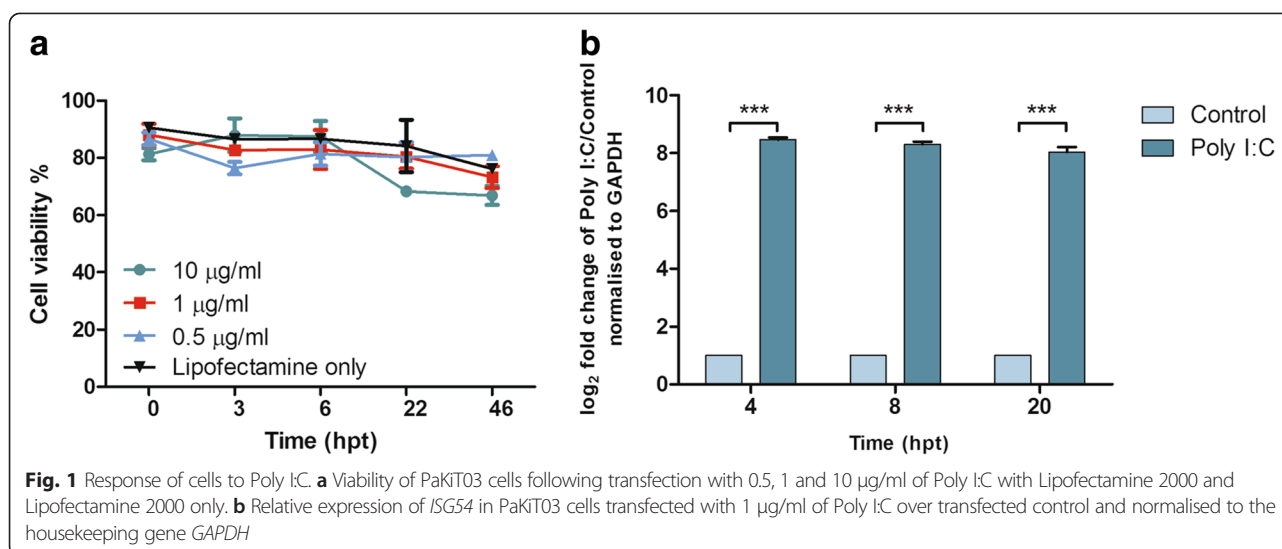 a
100
80
60
40
20
0
Cell viability %
10 µg/ml
1 µg/ml
0.5 µg/ml
Lipofectamine only
0 3 6 22 46
Time (hpt)
b
10
8
6
4
2
0
log2 fold change of Poly I:C/Control
normalised to GAPDH
*** *** ***
Control
Poly I:C
4 8 20
Time (hpt)
Fig. 1 Response of cells to Poly I:C. a Viability of PaKiT03 cells following transfection with 0.5, 1 and 10 µg/ml of Poly I:C with Lipofectamine 2000 and
Lipofectamine 2000 only. b Relative expression of ISG54 in PaKiT03 cells transfected with 1 µg/ml of Poly I:C over transfected control and normalised to the
housekeeping gene GAPDH